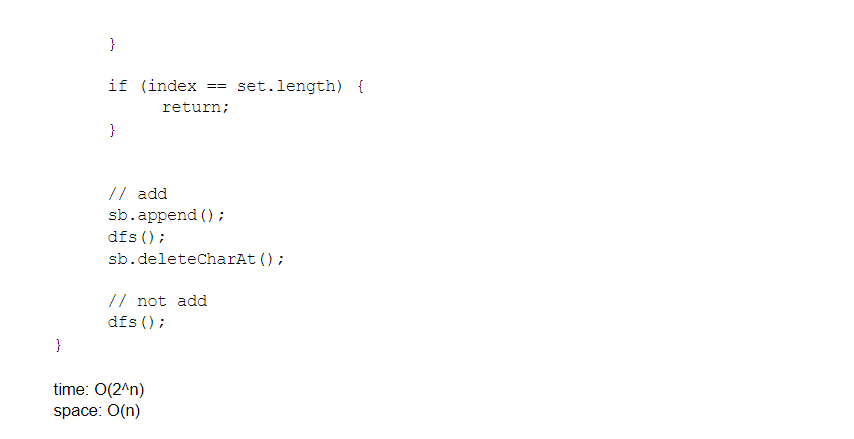 }
if (index == set.length) {
return;
}
// add
sb.append();
dfs();
sb.deleteCharAt();
// not add
dfs();
}
time: O(2^n)
space: O(n)